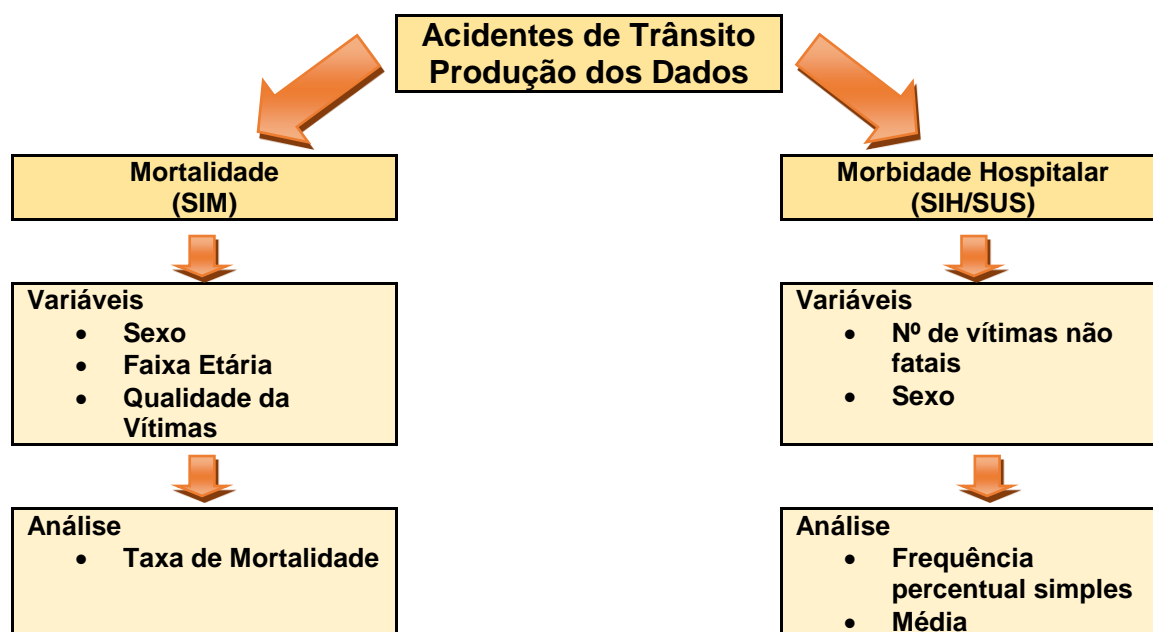 Acidentes de Trânsito
Produção dos Dados
Mortalidade
(SIM)
Variáveis
• Sexo
• Faixa Etária
• Qualidade da
Vítimas
Análise
• Taxa de Mortalidade
Morbidade Hospitalar
(SIH/SUS)
Variáveis
• Nº de vítimas não
fatais
• Sexo
Análise
• Frequência
percentual simples
• Média